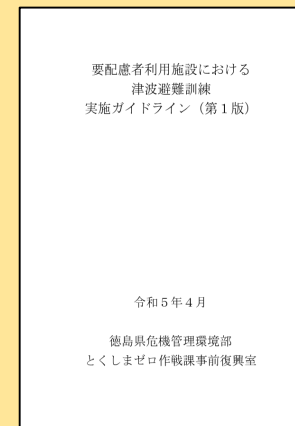 要配慮者利用施設における
津波避難訓練
実施ガイドライン（第１版）
令和５年４月
徳島県危機管理環境部
とくしまゼロ作戦課事前復興室